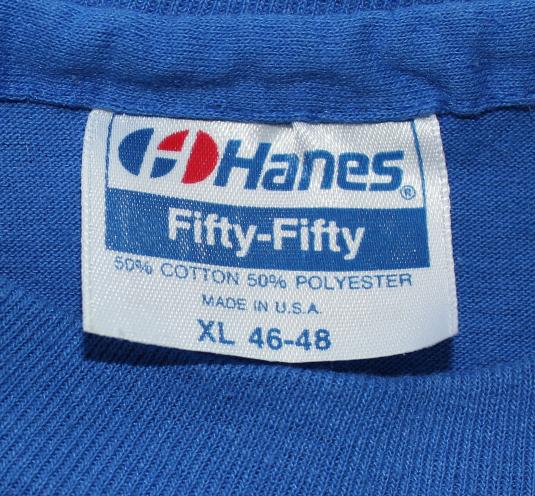 Hanes®
Fifty-Fifty
50% COTTON 50% POLYESTER
MADE IN U.S.A.
XL 46-48